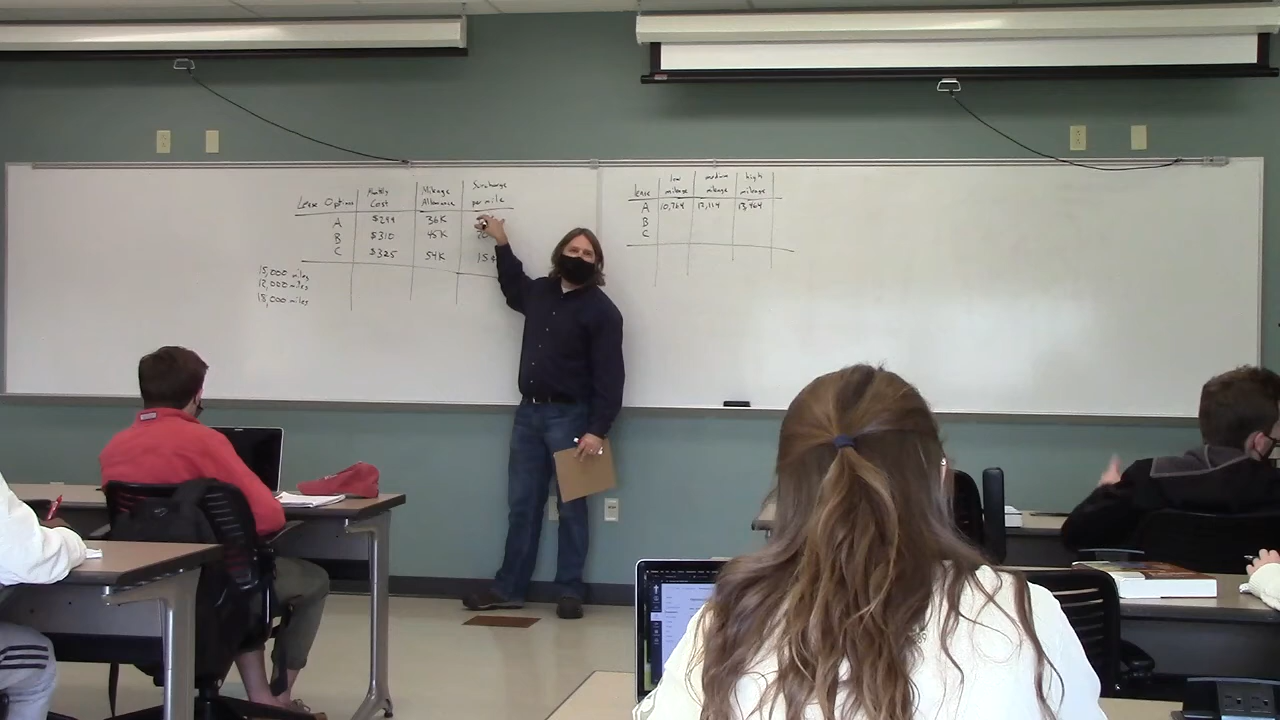 Monthly Mileage Surcharge
Lease Options Cost Allowance per mile
A $299 36K
B $310 45K
C $325 54K 15¢
15,000 miles
12,000 miles
18,000 miles
low medium high
lease mileage mileage mileage
A 10,764 12,114 13,464
B
C